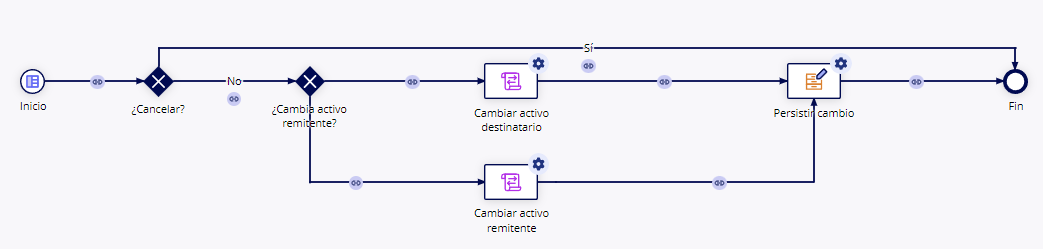 Sí
No
Inicio
¿Cancelar?
¿Cambia activo
remitente?
Cambiar activo
destinatario
Persistir cambio
Fin
Cambiar activo
remitente